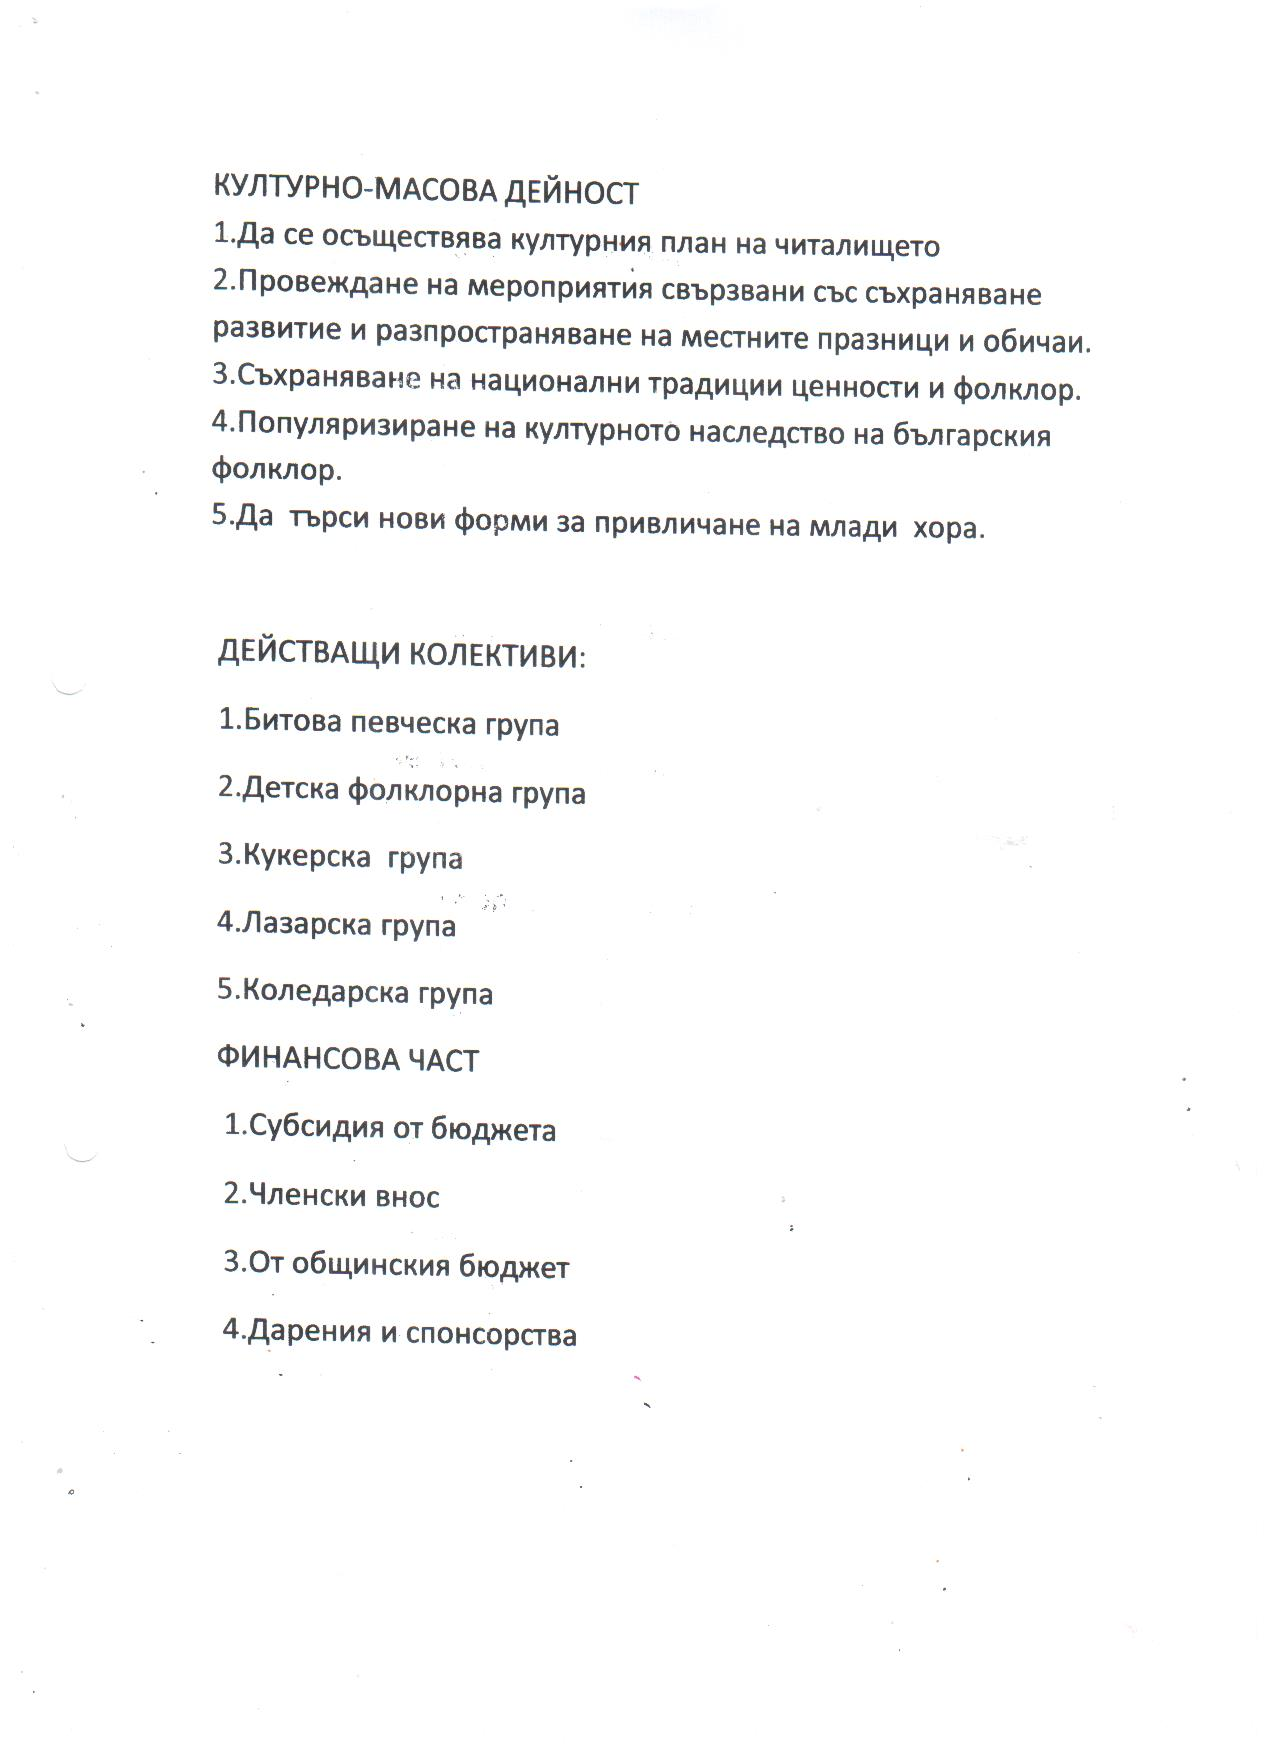 КУЛТУРНО-МАСОВА ДЕЙНОСТ
1.Да се осъществява културния план на читалището
2.Провеждане на мероприятия свързвани със съхраняване
развитие и разпространяване на местните празници и обичаи.
3.Съхраняване на национални традиции ценности и фолклор.
4.Популяризиране на културното наследство на българския
фолклор.
5.Да  търси нови форми за привличане на млади  хора.
ДЕЙСТВАЩИ КОЛЕКТИВИ:
1.Битова певческа група
2.Детска фолклорна група
3.Кукерска  група
4.Лазарска група
5.Коледарска група
ФИНАНСОВА ЧАСТ
1.Субсидия от бюджета
2.Членски внос
3.От общинския бюджет
4.Дарения и спонсорства